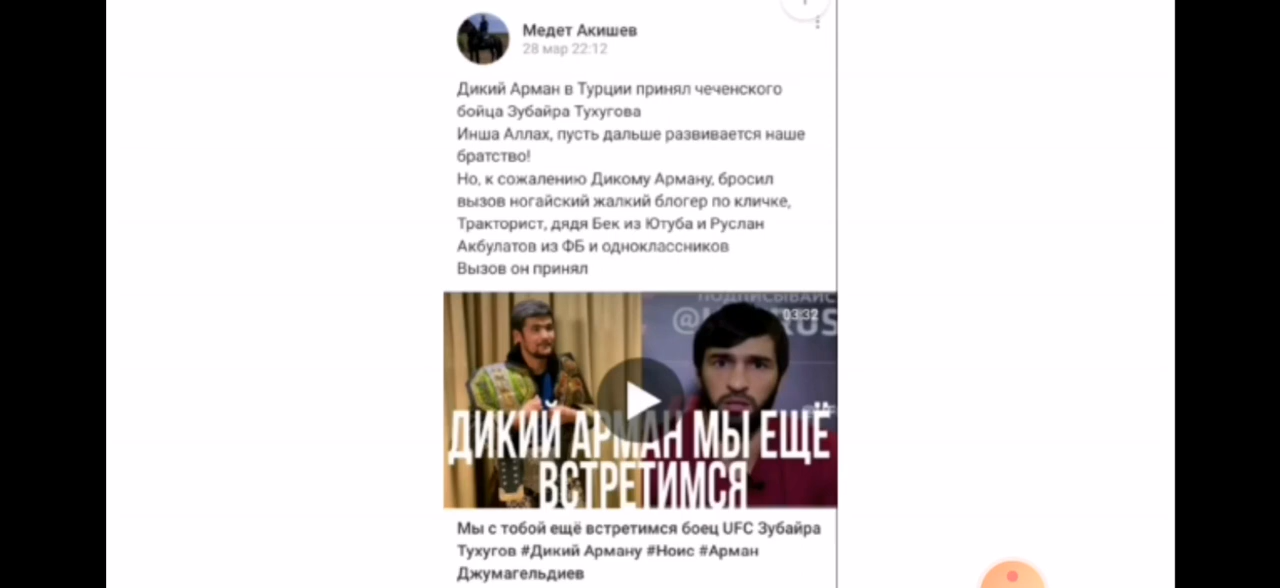 Медет Акишев
28 мар 22:12
Дикий Арман в Турции принял чеченского
бойца Зубайра Тухугова
Инша Аллах, пусть дальше развивается наше
братство!
Но, к сожалению Дикому Арману, бросил
вызов ногайский жалкий блогер по кличке,
Тракторист, дядя Бек из Ютуба и Руслан
Акбулатов из ФБ и одноклассников
Вызов он принял
03:32
ДИКИЙ АРМАН МЫ ЕЩЁ
ВСТРЕТИМСЯ
Мы с тобой ещё встретимся боец UFC Зубайра
Тухугов #Дикий Арману #Ноис #Арман
Джумагельдиев